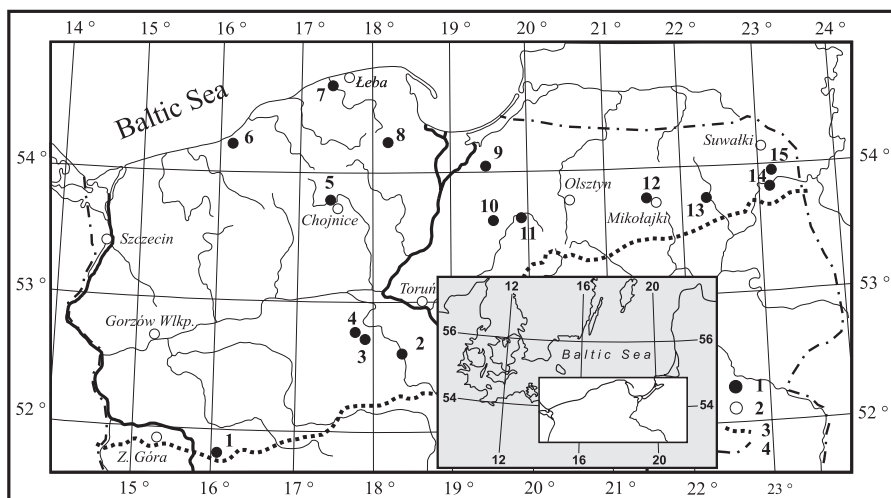 14 ° 15 ° 16 ° 17 ° 18 ° 19 ° 20 ° 21 ° 22 ° 23 ° 24 °
Baltic Sea
7 Łeba
6
8
Suwałki
54 °
9
15
54 °
14
5
Chojnice
Olsztyn
12
Mikołajki
13
10
11
Szczecin
53 °
Toruń
53 °
12 16 20
Gorzów Wlkp.
4
3
2
56
56
Baltic Sea
54
54
1
2
3
4
52 °
52 °
Z. Góra
1
12 16 20
15 ° 16 ° 17 ° 18 ° 19 ° 20 ° 21 ° 22 ° 23 °